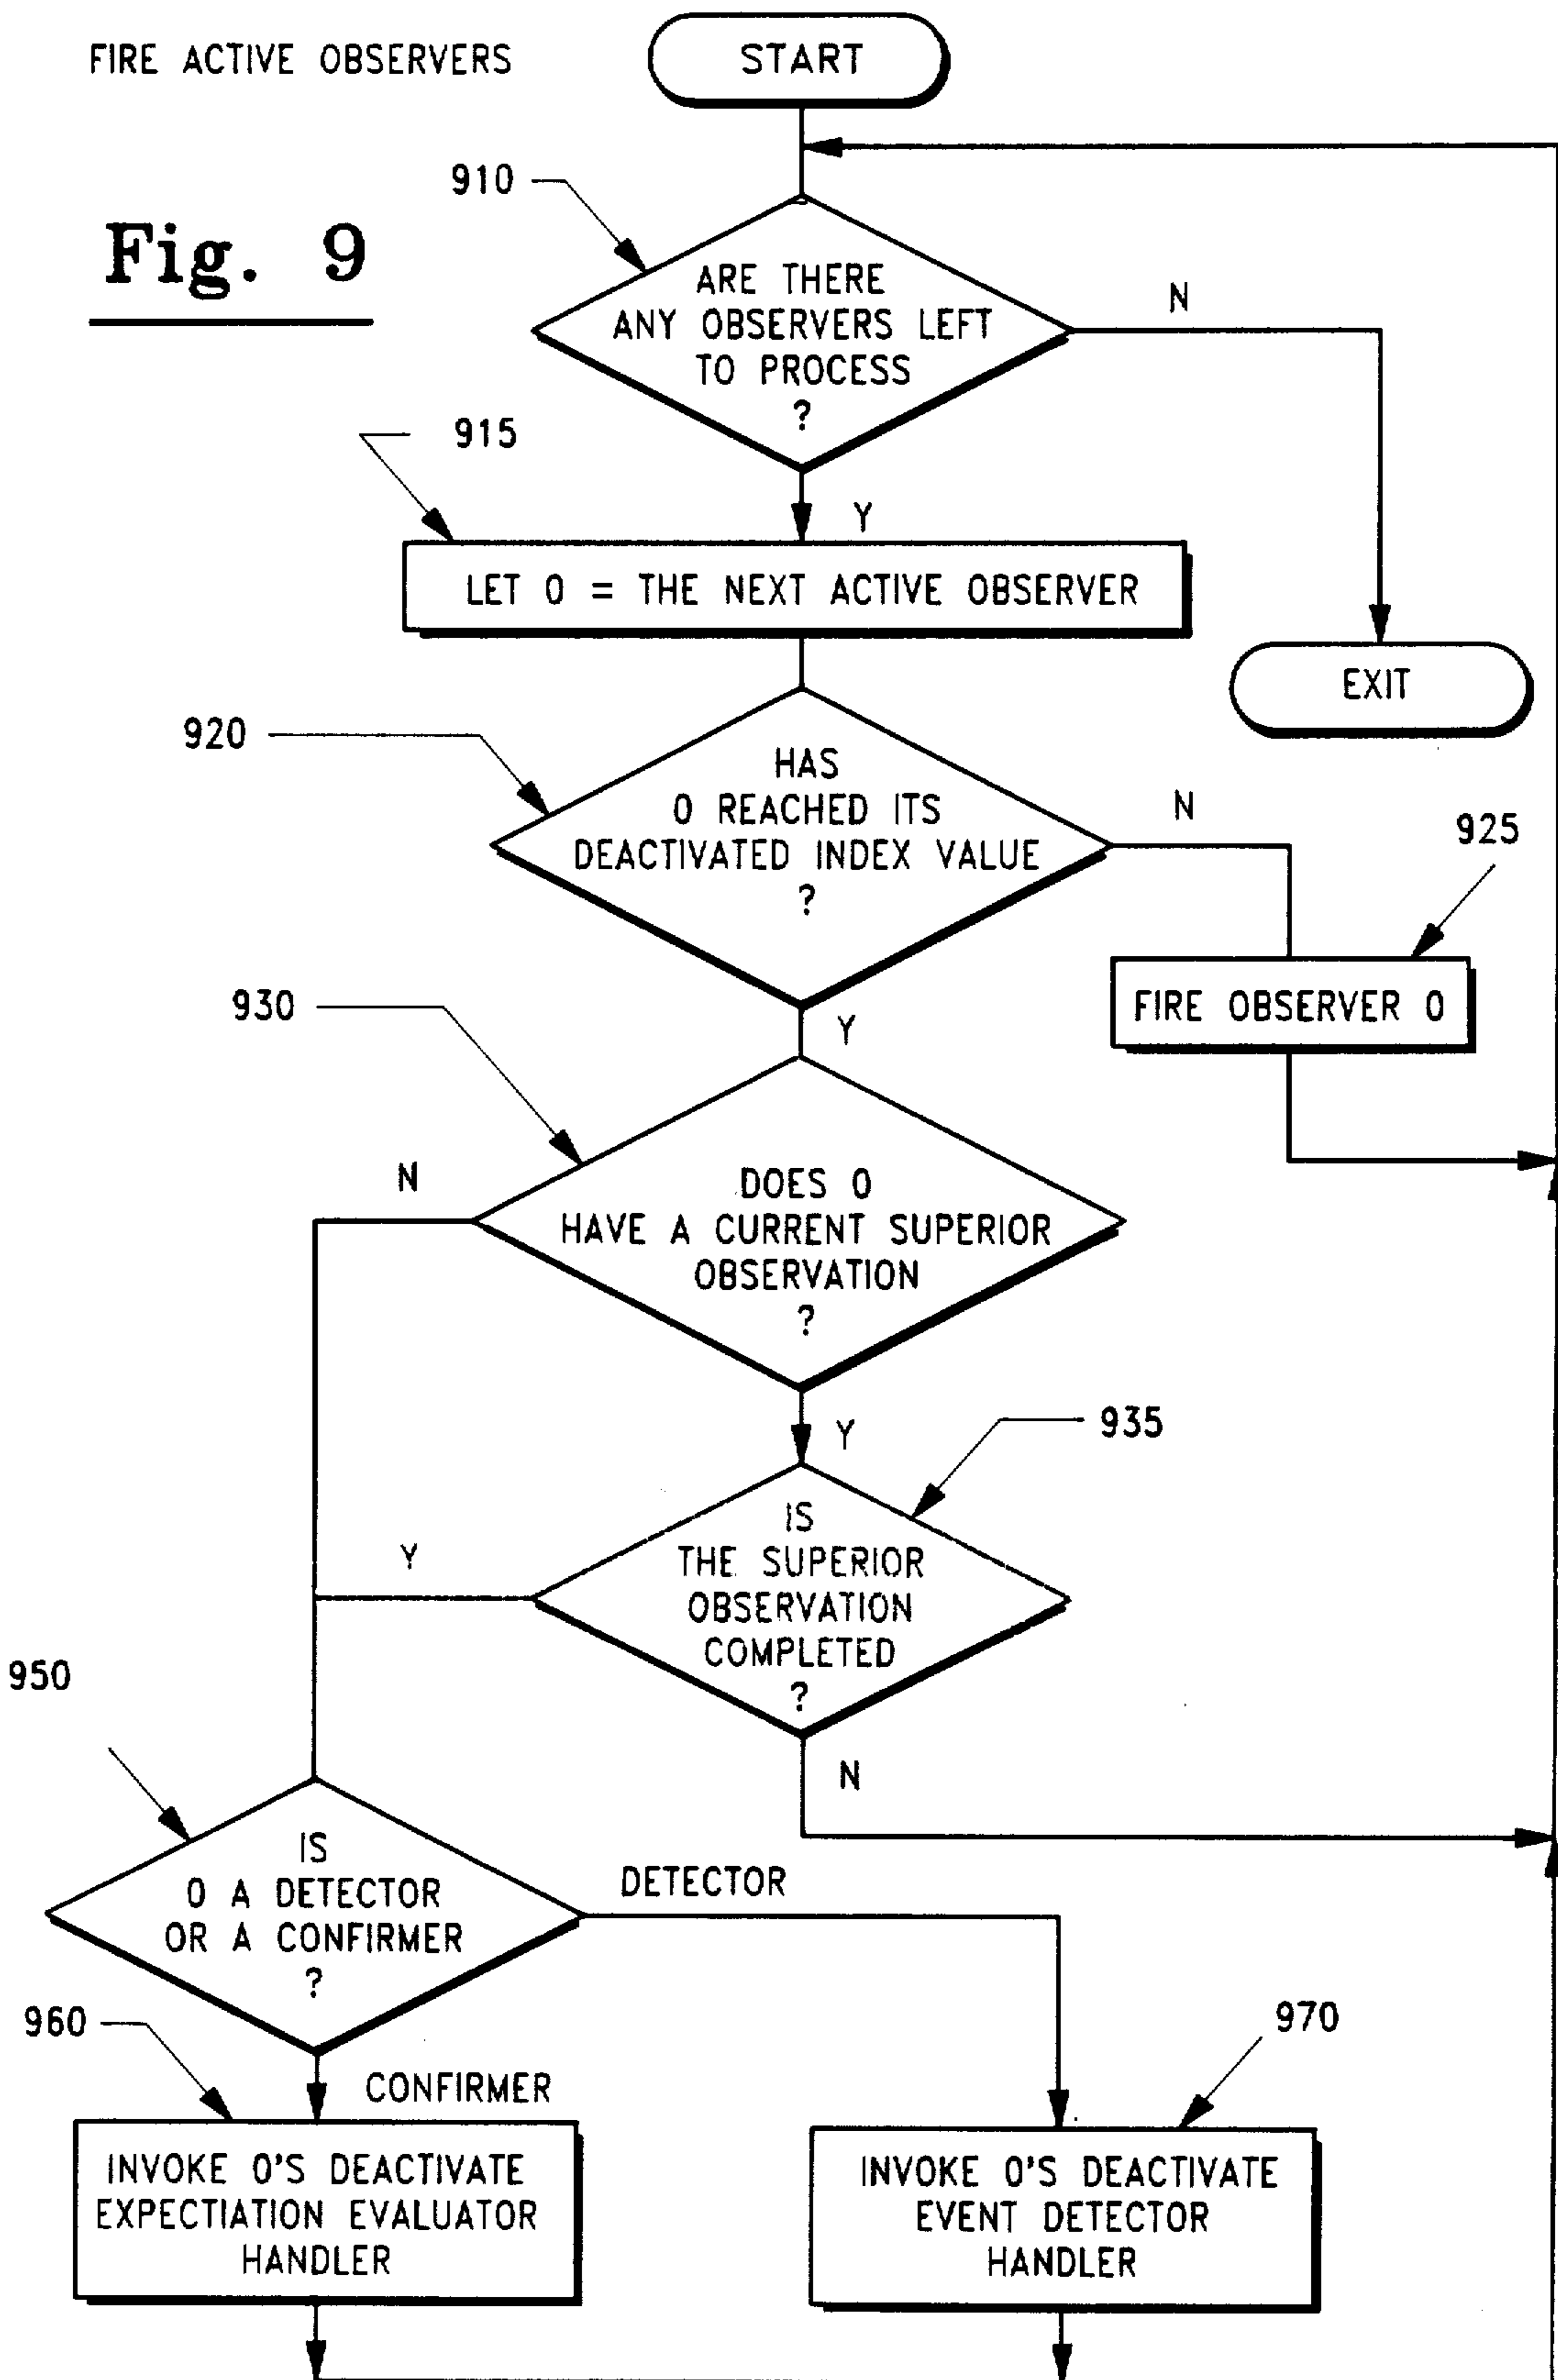 FIRE ACTIVE OBSERVERS
START
910
Fig. 9
ARE THERE
ANY OBSERVERS LEFT
TO PROCESS
?
N
915
Y
LET O = THE NEXT ACTIVE OBSERVER
EXIT
920
HAS
O REACHED ITS
DEACTIVATED INDEX VALUE
?
N
925
FIRE OBSERVER O
930
Y
N
DOES O
HAVE A CURRENT SUPERIOR
OBSERVATION
?
Y
935
IS
THE SUPERIOR
OBSERVATION
COMPLETED
?
Y
950
N
IS
O A DETECTOR
OR A CONFIRMER
?
DETECTOR
960
CONFIRMER
970
INVOKE O'S DEACTIVATE
EXPECTIATION EVALUATOR
HANDLER
INVOKE O'S DEACTIVATE
EVENT DETECTOR
HANDLER